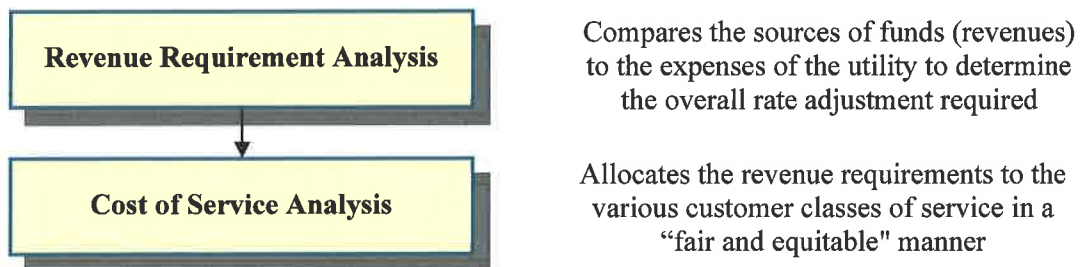 Revenue Requirement Analysis
Compares the sources of funds (revenues)
to the expenses of the utility to determine
the overall rate adjustment required
Cost of Service Analysis
Allocates the revenue requirements to the
various customer classes of service in a
“fair and equitable" manner